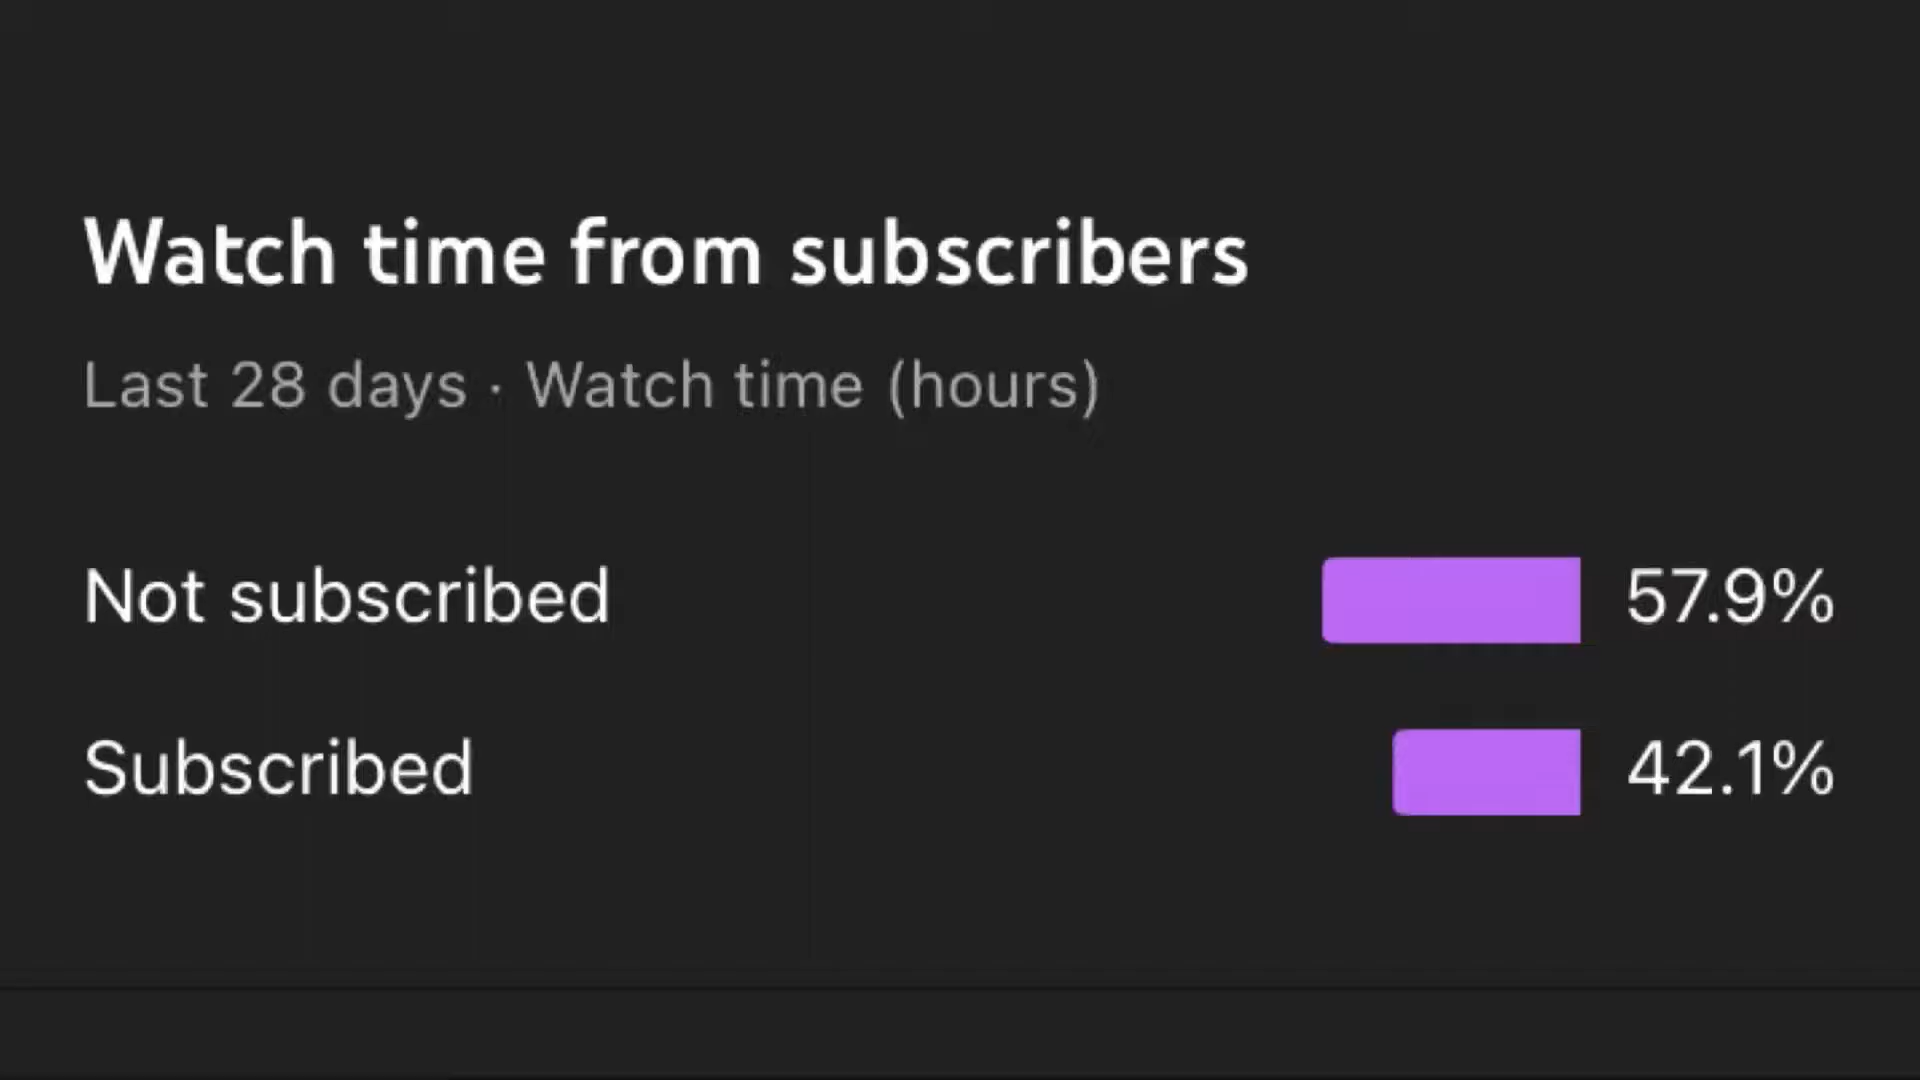 Watch time from subscribers
Last 28 days · Watch time (hours)
Not subscribed 57.9%
Subscribed 42.1%